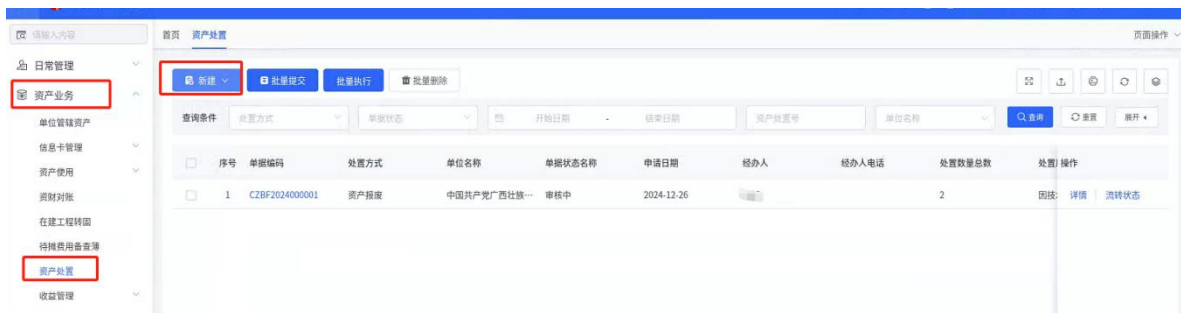 请输入内容
首页 资产处置 页面操作
日常管理
新建 批量提交 批量执行 批量删除
资产业务
查询条件 处置方式 单据状态 开始日期 - 结束日期 资产处置号 单位名称 查询 重置 展开
单位管辖资产
信息卡管理
序号 单据编码 处置方式 单位名称 单据状态名称 申请日期 经办人 经办人电话 处置数量总数 处置 操作
资产使用
1 CZBF2024000001 资产报废 中国共产党广西壮族… 审核中 2024-12-26 2 因技 详情 流转状态
资财对账
在建工程转固
待摊费用备查簿
资产处置
收益管理